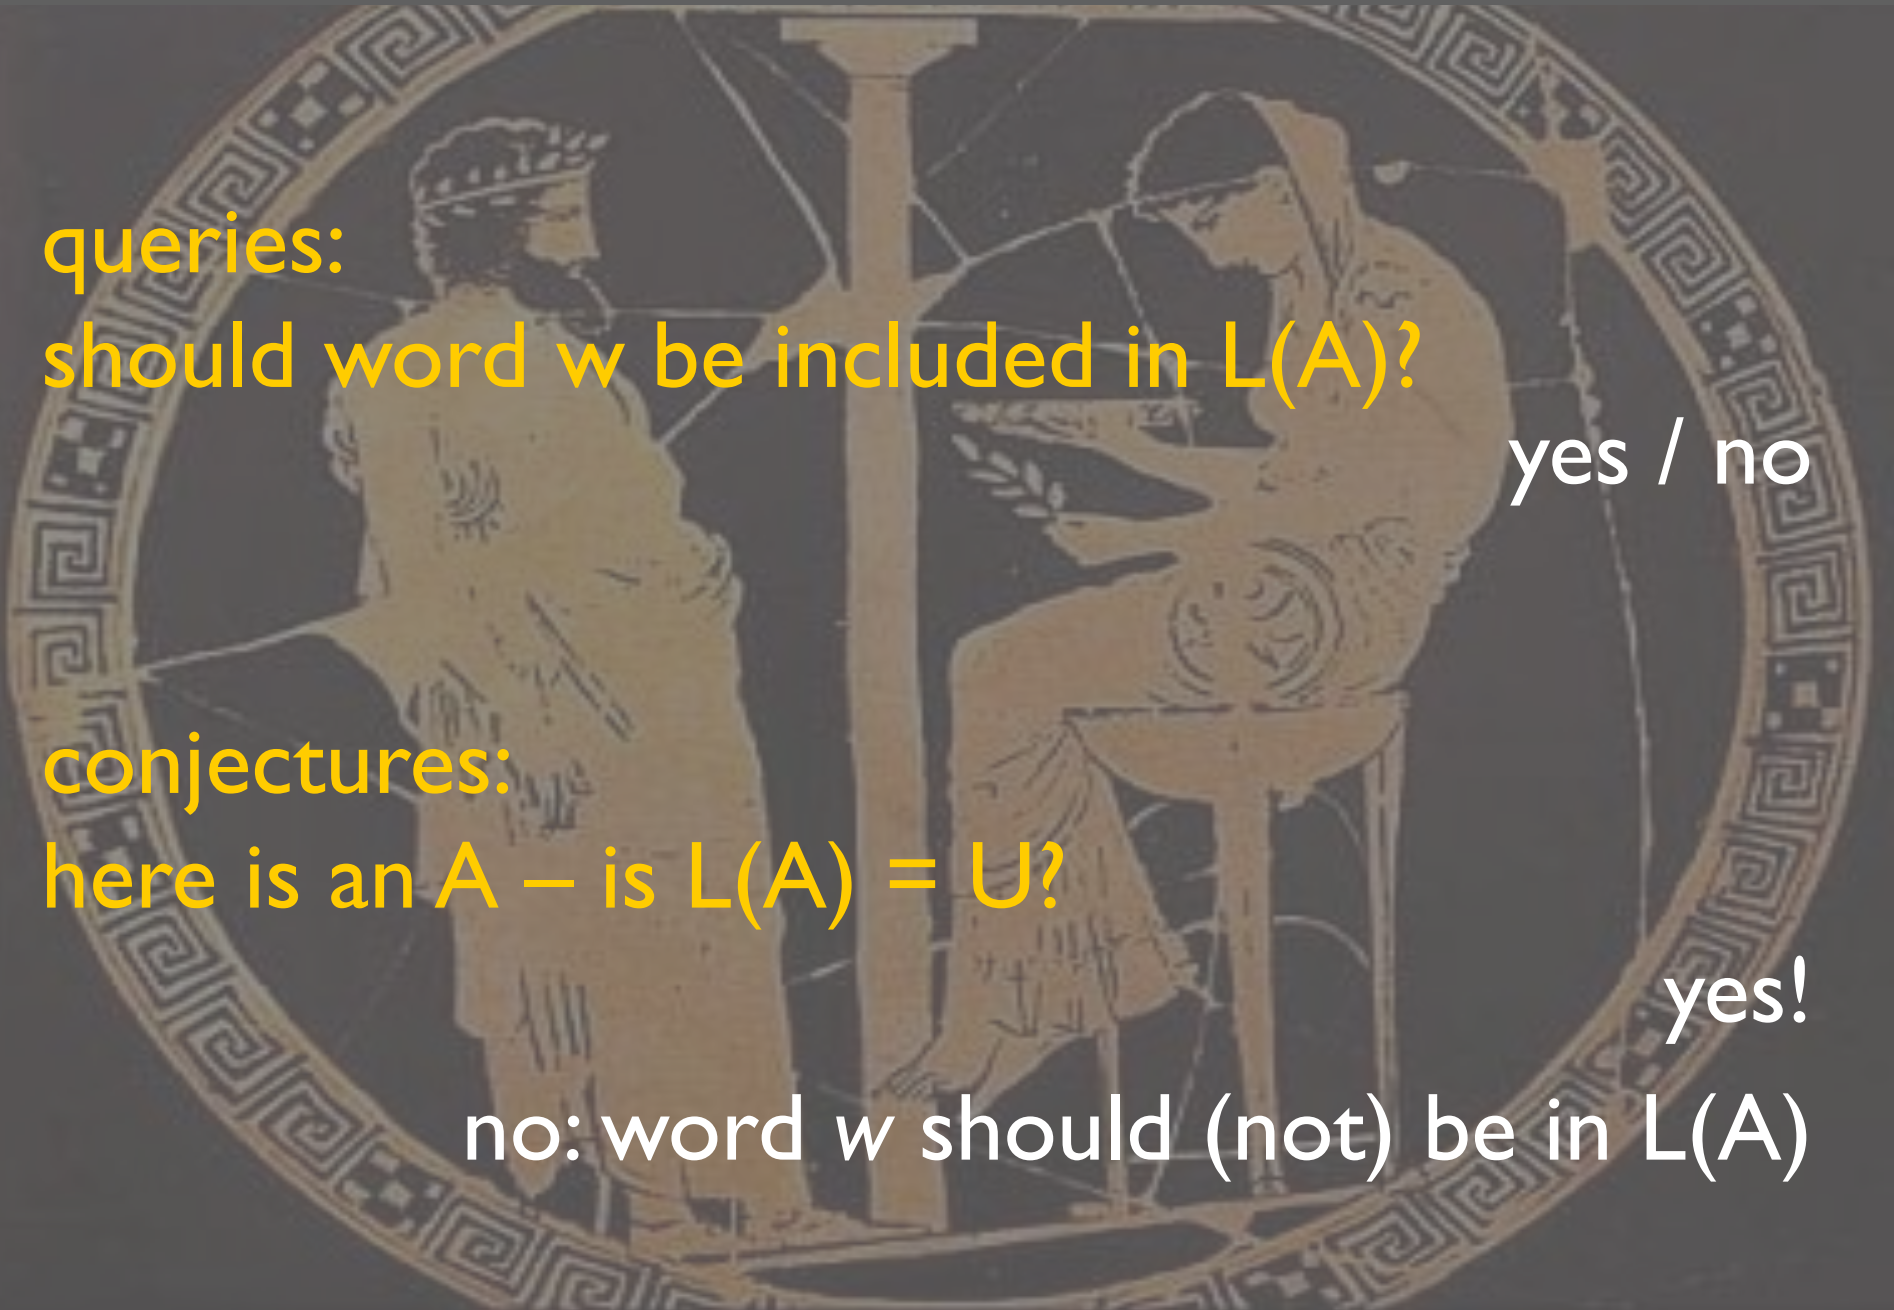 queries:
should word w be included in L(A)?
yes / no
conjectures:
here is an A – is L(A) = U?
yes!
no: word w should (not) be in L(A)